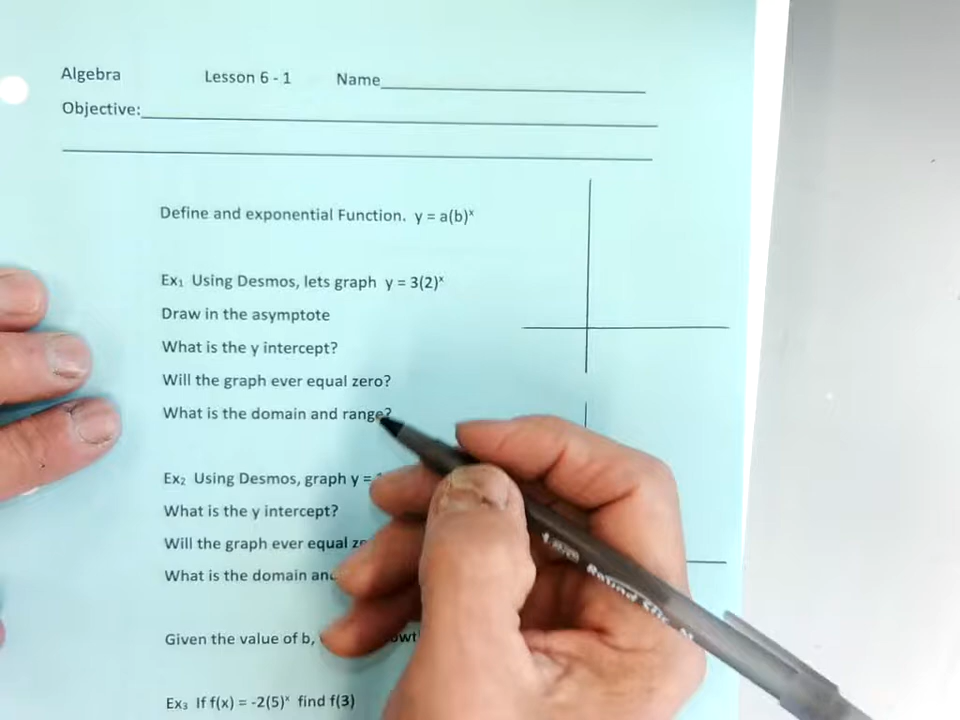 Algebra Lesson 6 - 1 Name
Objective:
Define and exponential Function. y = a(b)ˣ
Ex₁ Using Desmos, lets graph y = 3(2)ˣ
Draw in the asymptote
What is the y intercept?
Will the graph ever equal zero?
What is the domain and range?
Ex₂ Using Desmos, graph y =
What is the y intercept?
Will the graph ever equal
What is the domain
Given the value of b,
Ex₃ If f(x) = -2(5)ˣ find f(3)